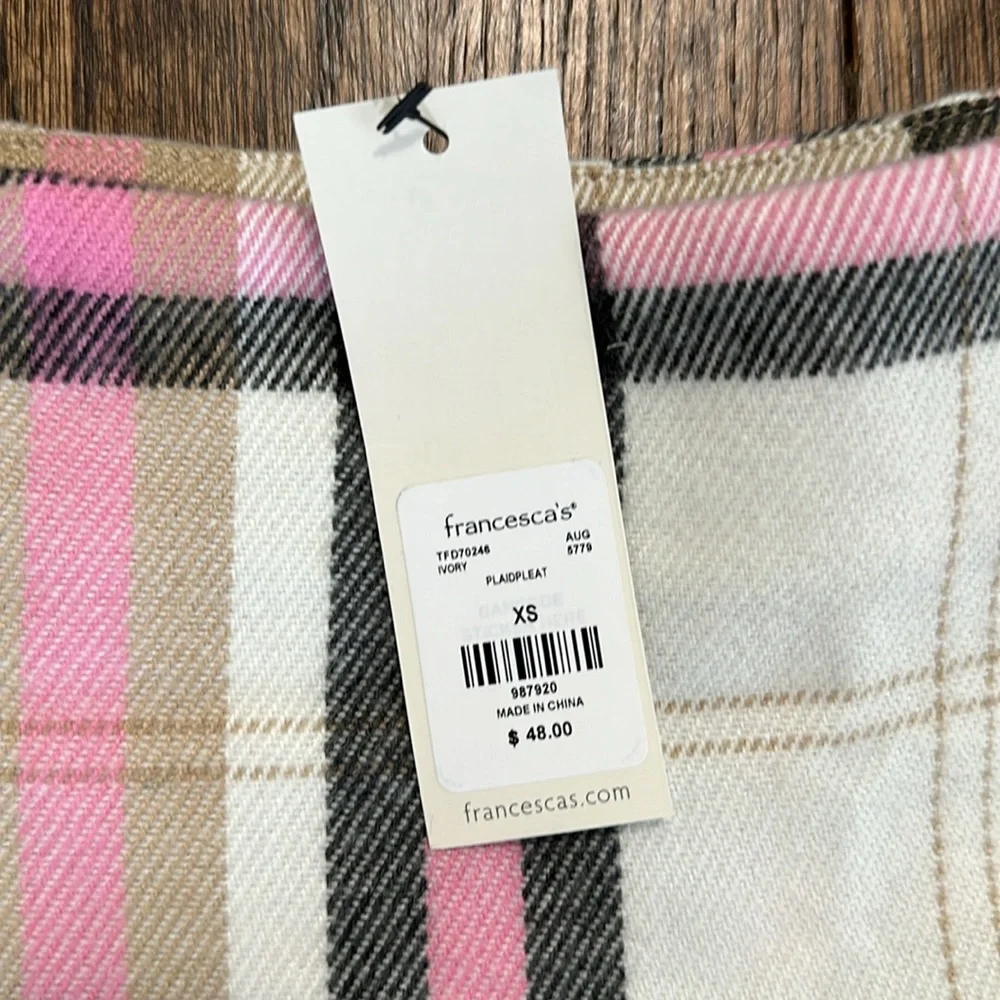 francesca's®
TFD70246 AUG
IVORY 5779
PLAIDPLEAT
XS
987920
MADE IN CHINA
$ 48.00
francescas.com